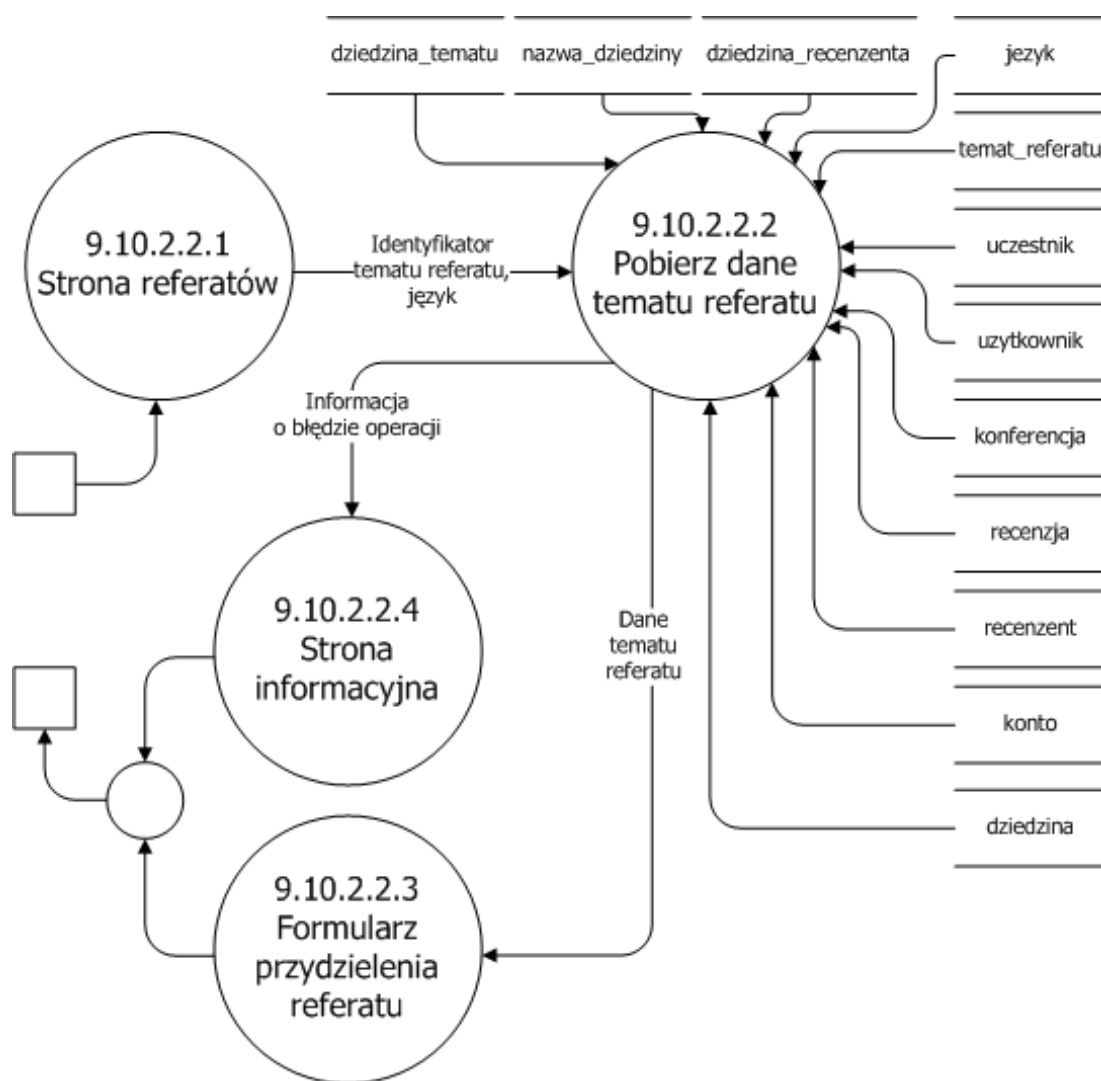 dziedzina_tematu
nazwa_dziedziny
dziedzina_recenzenta
jezyk
temat_referatu
9.10.2.2.1
Strona referatów
Identyfikator
tematu referatu,
język
9.10.2.2.2
Pobierz dane
tematu referatu
uczestnik
uzytkownik
Informacja
o błędzie operacji
konferencja
recenzja
9.10.2.2.4
Strona
informacyjna
Dane
tematu
referatu
recenzent
konto
dziedzina
9.10.2.2.3
Formularz
przydzielenia
referatu